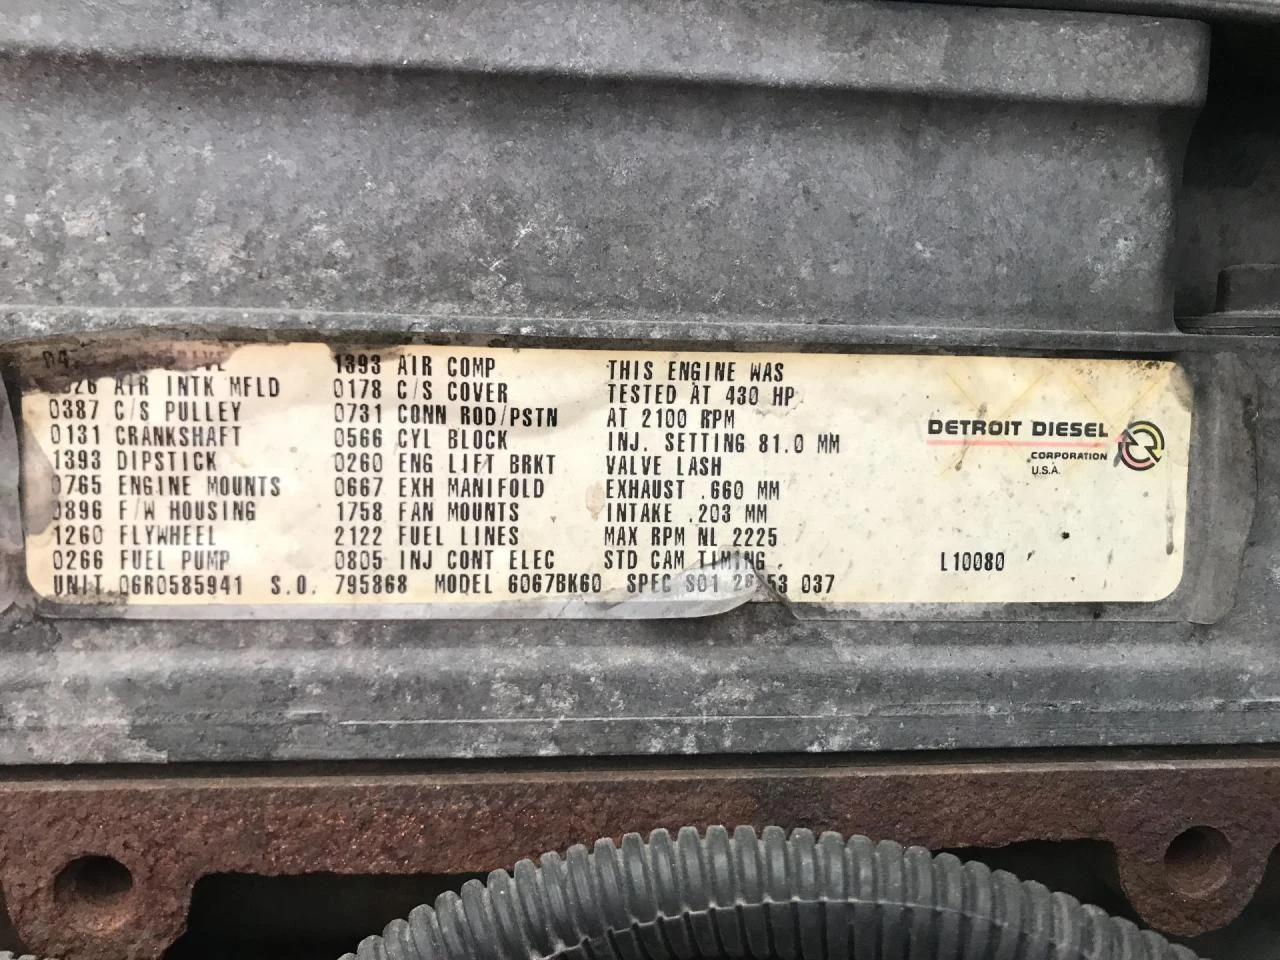 1393 AIR COMP THIS ENGINE WAS
AIR INTK MFLD 0178 C/S COVER TESTED AT 430 HP
0387 C/S PULLEY 0731 CONN ROD/PSTN AT 2100 RPM
0131 CRANKSHAFT 0566 CYL BLOCK INJ. SETTING 81.0 MM
1393 DIPSTICK 0260 ENG LIFT BRKT VALVE LASH
0765 ENGINE MOUNTS 0667 EXH MANIFOLD EXHAUST .660 MM
0896 F/W HOUSING 1758 FAN MOUNTS INTAKE .203 MM
1260 FLYWHEEL 2122 FUEL LINES MAX RPM NL 2225
0266 FUEL PUMP 0805 INJ CONT ELEC STD CAM TIMING L10080
UNIT 06R0585941 S.O. 795868 MODEL 6067BK60 SPEC S01 037
DETROIT DIESEL
CORPORATION
U.S.A.